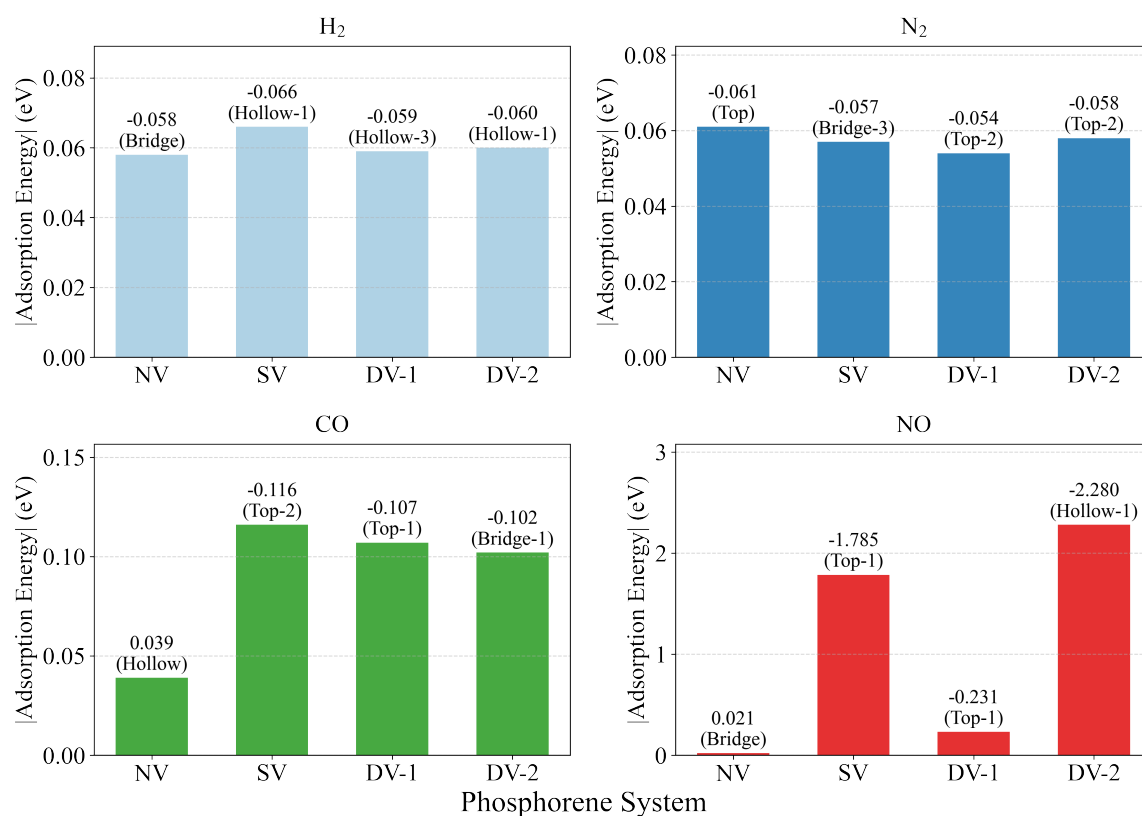 H₂
|Adsorption Energy| (eV)
0.08
0.06
0.04
0.02
0.00
-0.058
(Bridge)
-0.066
(Hollow-1)
-0.059
(Hollow-3)
-0.060
(Hollow-1)
NV SV DV-1 DV-2
N₂
|Adsorption Energy| (eV)
0.08
0.06
0.04
0.02
0.00
-0.061
(Top)
-0.057
(Bridge-3)
-0.054
(Top-2)
-0.058
(Top-2)
NV SV DV-1 DV-2
CO
|Adsorption Energy| (eV)
0.15
0.10
0.05
0.00
0.039
(Hollow)
-0.116
(Top-2)
-0.107
(Top-1)
-0.102
(Bridge-1)
NV SV DV-1 DV-2
NO
|Adsorption Energy| (eV)
3
2
1
0
0.021
(Bridge)
-1.785
(Top-1)
-0.231
(Top-1)
-2.280
(Hollow-1)
NV SV DV-1 DV-2
Phosphorene System